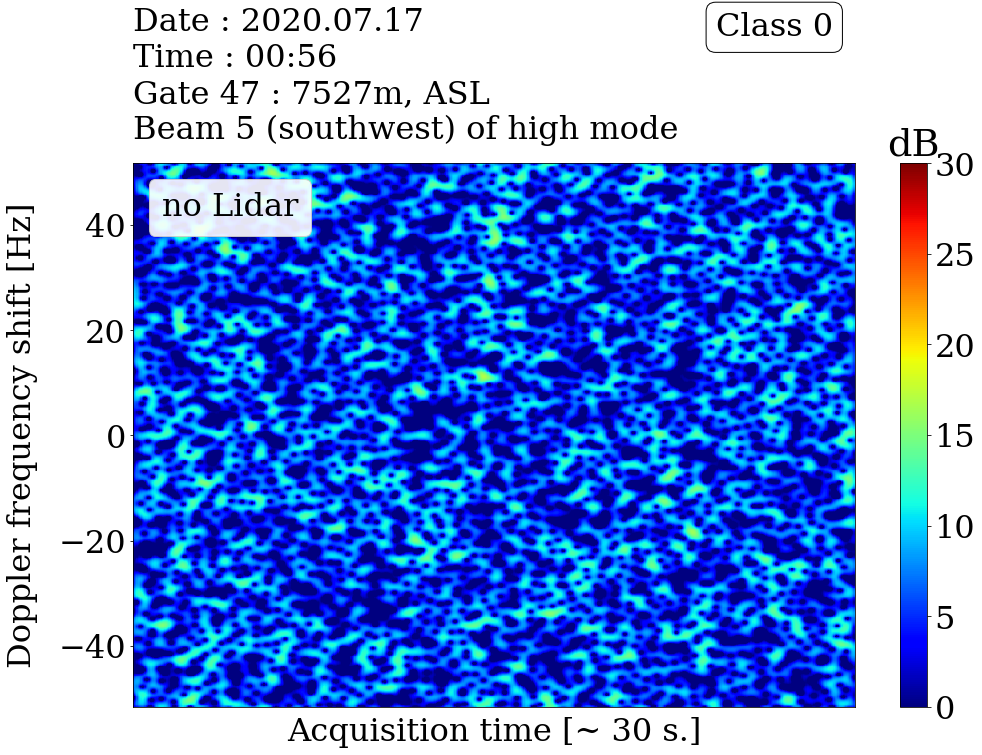 Date : 2020.07.17
Time : 00:56
Gate 47 : 7527m, ASL
Beam 5 (southwest) of high mode
Class 0
no Lidar
dB
30
25
20
15
10
5
0
Doppler frequency shift [Hz]
40
20
0
−20
−40
Acquisition time [~ 30 s.]